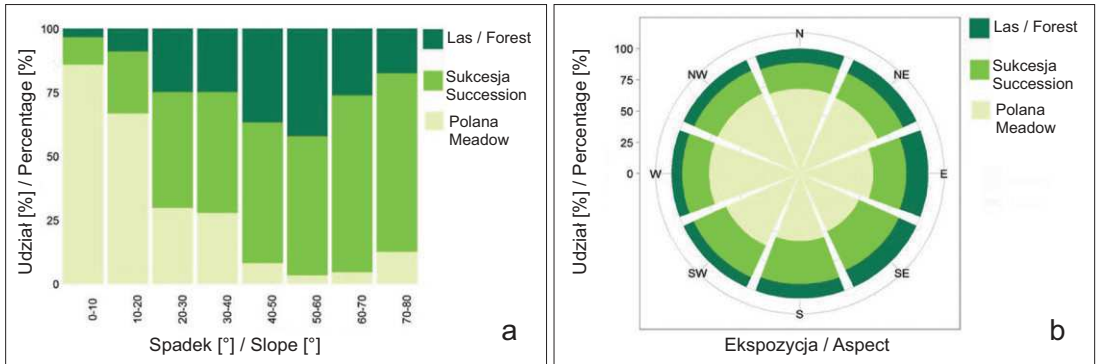 100
75
50
25
0
Udział [%] / Percentage [%]
0-10
10-20
20-30
30-40
40-50
50-60
60-70
70-80
Spadek [°] / Slope [°]
Las / Forest
Sukcesja
Succession
Polana
Meadow
a
100
75
50
25
0
Udział [%] / Percentage [%]
N
NE
E
SE
S
SW
W
NW
Ekspozycja / Aspect
Las / Forest
Sukcesja
Succession
Polana
Meadow
b